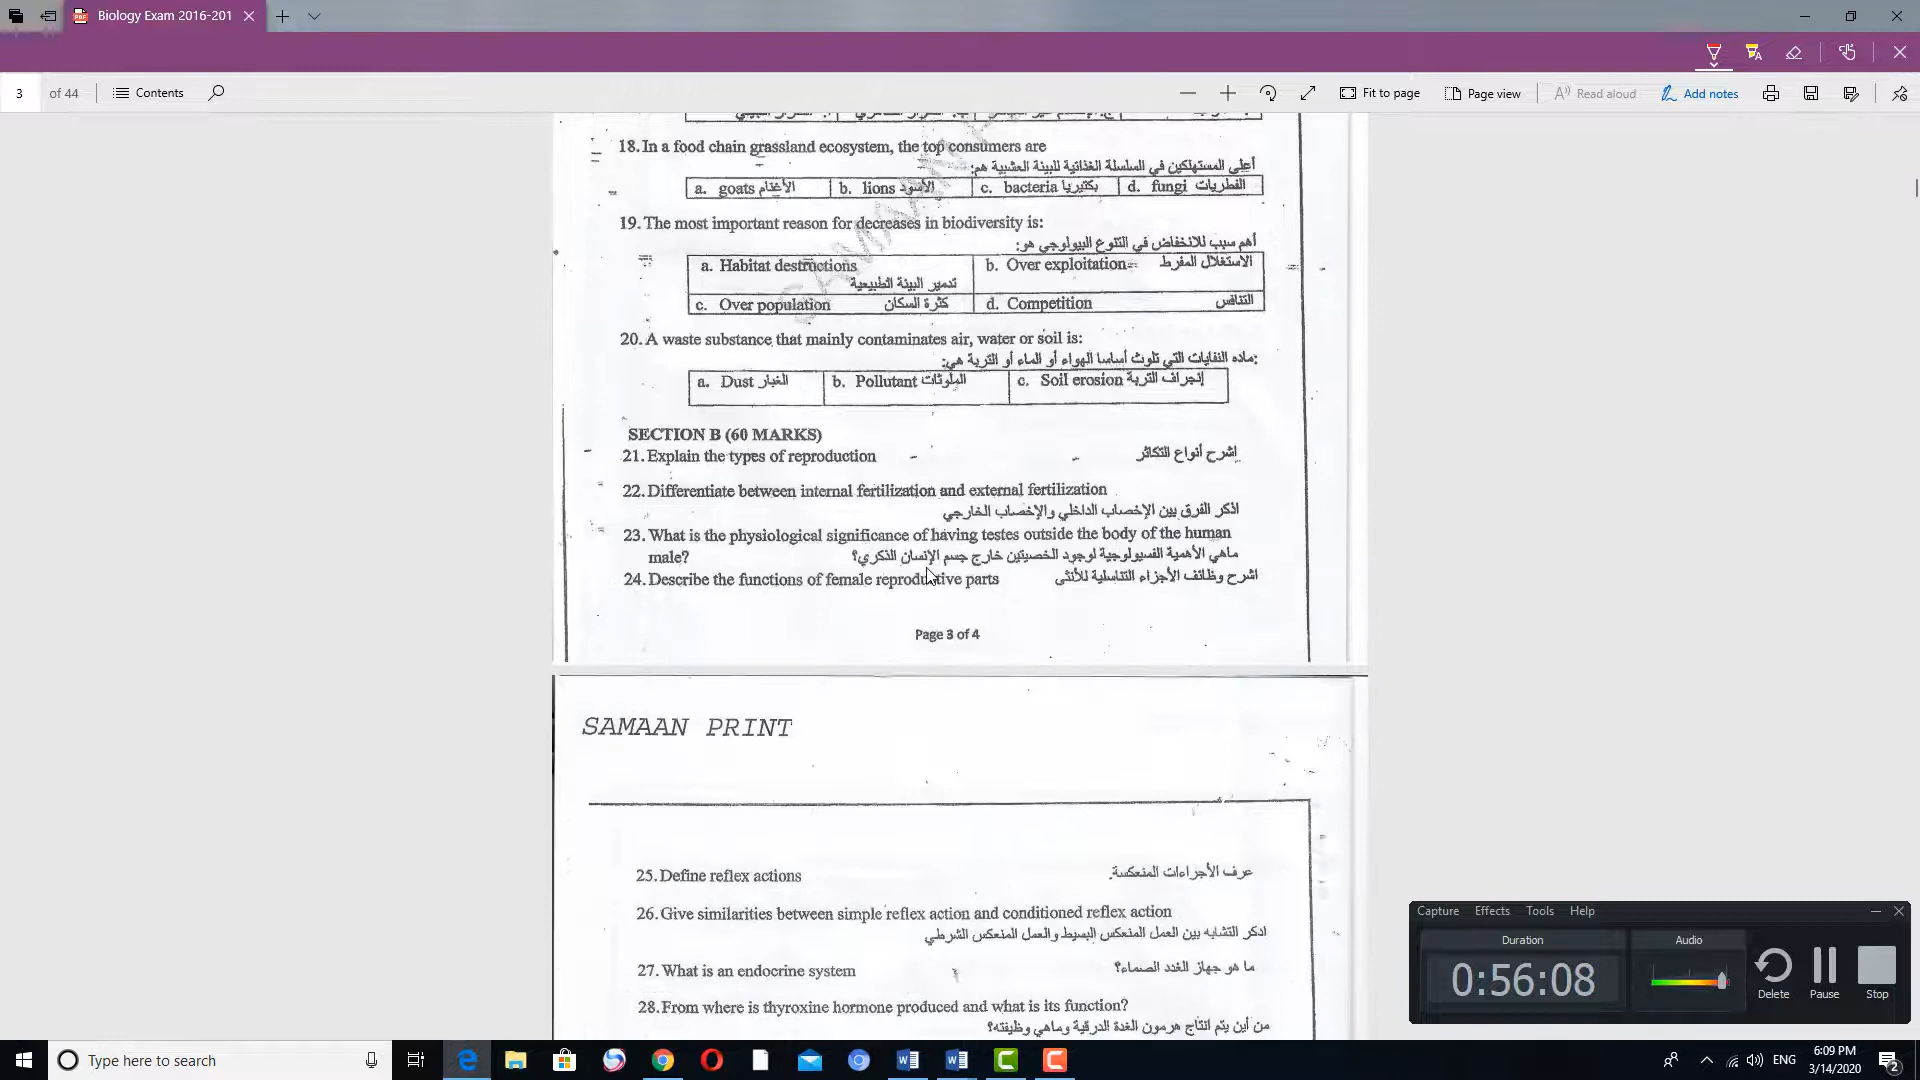 Biology Exam 2016-201
3 of 44 Contents Fit to page Page view Read aloud Add notes
18. In a food chain grassland ecosystem, the top consumers are
أعلى المستهلكين في السلسلة الغذائية للبيئة العشبية هم:
a. goats الأغنام b. lions الأسود c. bacteria بكتيريا d. fungi الفطريات
19. The most important reason for decreases in biodiversity is:
أهم سبب للانخفاض في التنوع البيولوجي هو:
a. Habitat destructions b. Over exploitation الاستغلال المفرط
تدمير البيئة الطبيعية
c. Over population كثرة السكان d. Competition التنافس
20. A waste substance that mainly contaminates air, water or soil is:
ماده النفايات التي تلوث أساسا الهواء أو الماء أو التربة هي:
a. Dust الغبار b. Pollutant الملوثات c. Soil erosion إنجراف التربة
SECTION B (60 MARKS)
21. Explain the types of reproduction إشرح أنواع التكاثر
22. Differentiate between internal fertilization and external fertilization
اذكر الفرق بين الإخصاب الداخلي والإخصاب الخارجي
23. What is the physiological significance of having testes outside the body of the human
male? ماهي الأهمية الفسيولوجية لوجود الخصيتين خارج جسم الإنسان الذكري؟
24. Describe the functions of female reproductive parts اشرح وظائف الأجزاء التناسلية للأنثى
Page 3 of 4
SAMAAN PRINT
25. Define reflex actions عرف الأجراءات المنعكسة.
26. Give similarities between simple reflex action and conditioned reflex action
اذكر التشابه بين العمل المنعكس البسيط والعمل المنعكس الشرطي
27. What is an endocrine system ما هو جهاز الغدد الصماء؟
28. From where is thyroxine hormone produced and what is its function?
من أين يتم انتاج هرمون الغدة الدرقية وماهي وظيفته؟
Capture Effects Tools Help
Duration Audio
0:56:08
Delete Pause Stop
Type here to search
ENG 6:09 PM
3/14/2020
2